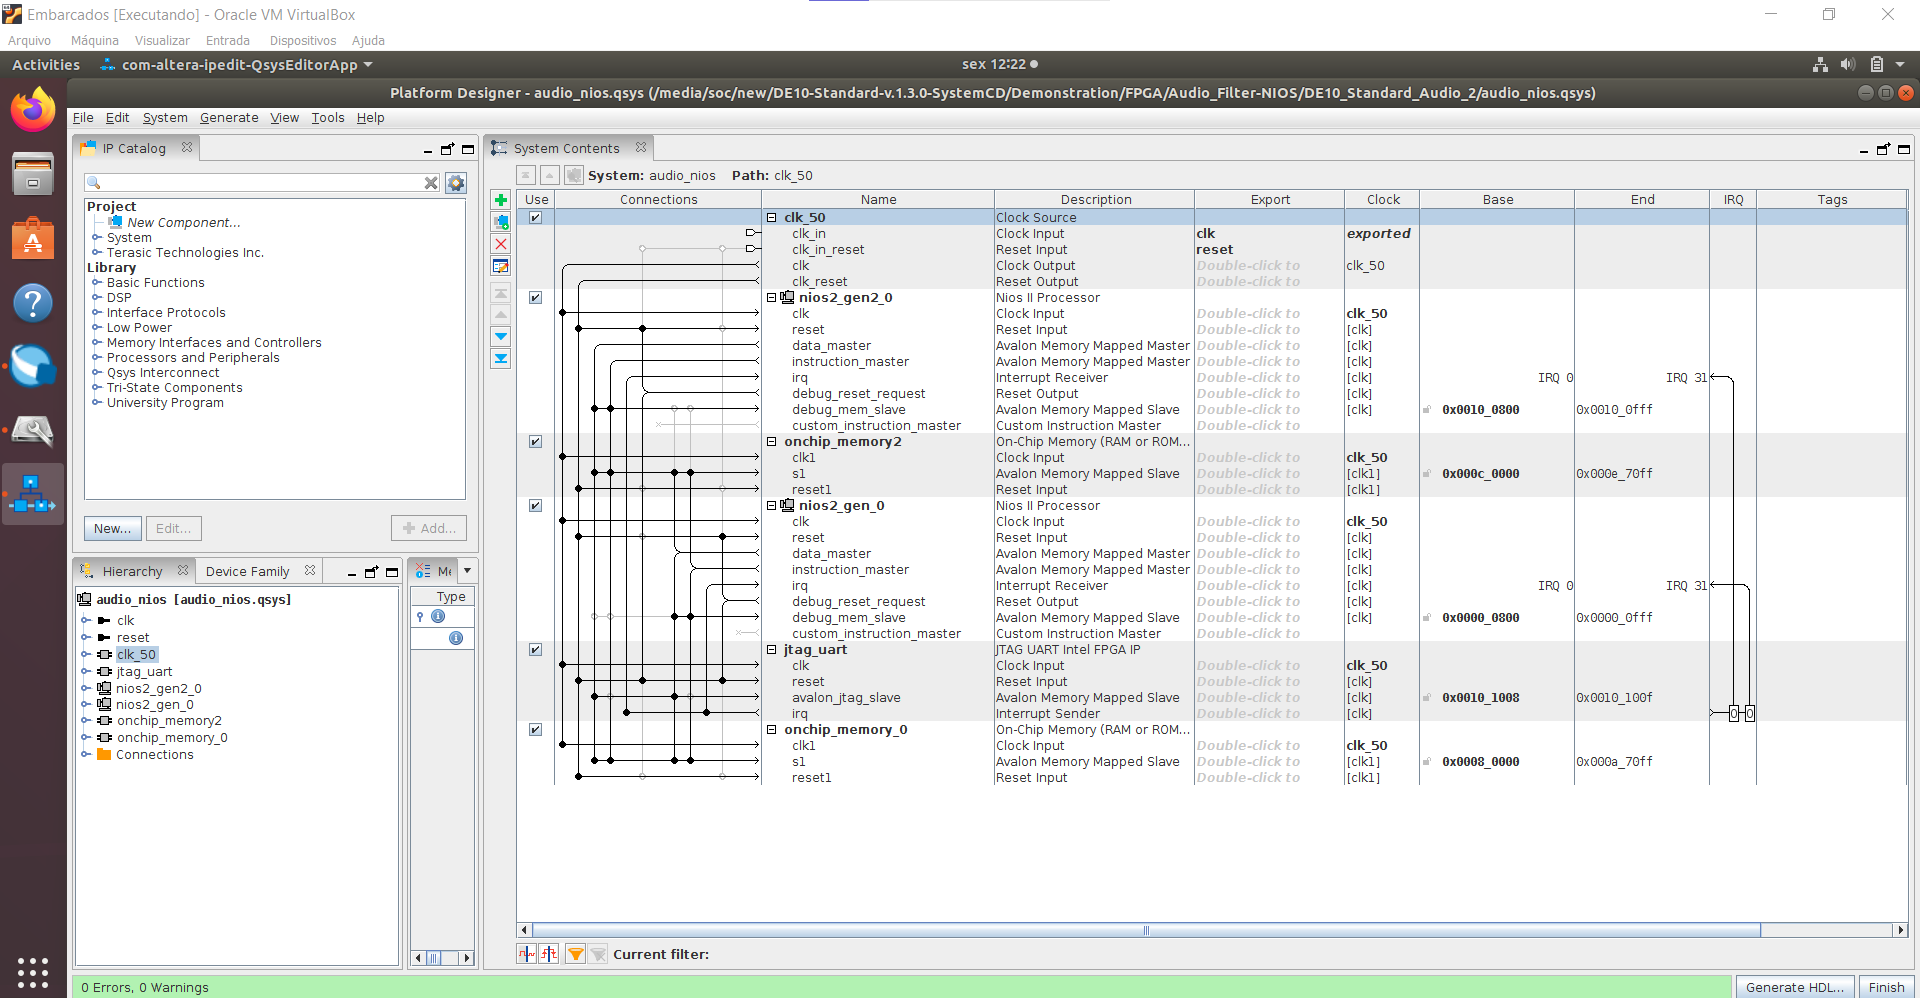 Embarcados [Executando] - Oracle VM VirtualBox
Arquivo Máquina Visualizar Entrada Dispositivos Ajuda
Activities com-altera-ipedit-QsysEditorApp sex 12:22
Platform Designer - audio_nios.qsys (/media/soc/new/DE10-Standard-v.1.3.0-SystemCD/Demonstration/FPGA/Audio_Filter-NIOS/DE10_Standard_Audio_2/audio_nios.qsys)
File Edit System Generate View Tools Help
IP Catalog
Project
New Component...
System
Terasic Technologies Inc.
Library
Basic Functions
DSP
Interface Protocols
Low Power
Memory Interfaces and Controllers
Processors and Peripherals
Qsys Interconnect
Tri-State Components
University Program
New... Edit... Add...
Hierarchy Device Family
audio_nios [audio_nios.qsys]
clk
reset
clk_50
jtag_uart
nios2_gen2_0
nios2_gen_0
onchip_memory2
onchip_memory_0
Connections
Me
Type
System Contents
System: audio_nios Path: clk_50
Use Connections Name Description Export Clock Base End IRQ Tags
clk_50 Clock Source
clk_in Clock Input clk exported
clk_in_reset Reset Input reset
clk Clock Output Double-click to clk_50
clk_reset Reset Output Double-click to
nios2_gen2_0 Nios II Processor
clk Clock Input Double-click to clk_50
reset Reset Input Double-click to [clk]
data_master Avalon Memory Mapped Master Double-click to [clk]
instruction_master Avalon Memory Mapped Master Double-click to [clk]
irq Interrupt Receiver Double-click to [clk] IRQ 0 IRQ 31
debug_reset_request Reset Output Double-click to [clk]
debug_mem_slave Avalon Memory Mapped Slave Double-click to [clk] 0x0010_0800 0x0010_0fff
custom_instruction_master Custom Instruction Master Double-click to
onchip_memory2 On-Chip Memory (RAM or ROM...
clk1 Clock Input Double-click to clk_50
s1 Avalon Memory Mapped Slave Double-click to [clk1] 0x000c_0000 0x000e_70ff
reset1 Reset Input Double-click to [clk1]
nios2_gen_0 Nios II Processor
clk Clock Input Double-click to clk_50
reset Reset Input Double-click to [clk]
data_master Avalon Memory Mapped Master Double-click to [clk]
instruction_master Avalon Memory Mapped Master Double-click to [clk]
irq Interrupt Receiver Double-click to [clk] IRQ 0 IRQ 31
debug_reset_request Reset Output Double-click to [clk]
debug_mem_slave Avalon Memory Mapped Slave Double-click to [clk] 0x0000_0800 0x0000_0fff
custom_instruction_master Custom Instruction Master Double-click to
jtag_uart JTAG UART Intel FPGA IP
clk Clock Input Double-click to clk_50
reset Reset Input Double-click to [clk]
avalon_jtag_slave Avalon Memory Mapped Slave Double-click to [clk] 0x0010_1008 0x0010_100f
irq Interrupt Sender Double-click to [clk] 0 0
onchip_memory_0 On-Chip Memory (RAM or ROM...
clk1 Clock Input Double-click to clk_50
s1 Avalon Memory Mapped Slave Double-click to [clk1] 0x0008_0000 0x000a_70ff
reset1 Reset Input Double-click to [clk1]
Current filter:
0 Errors, 0 Warnings Generate HDL... Finish